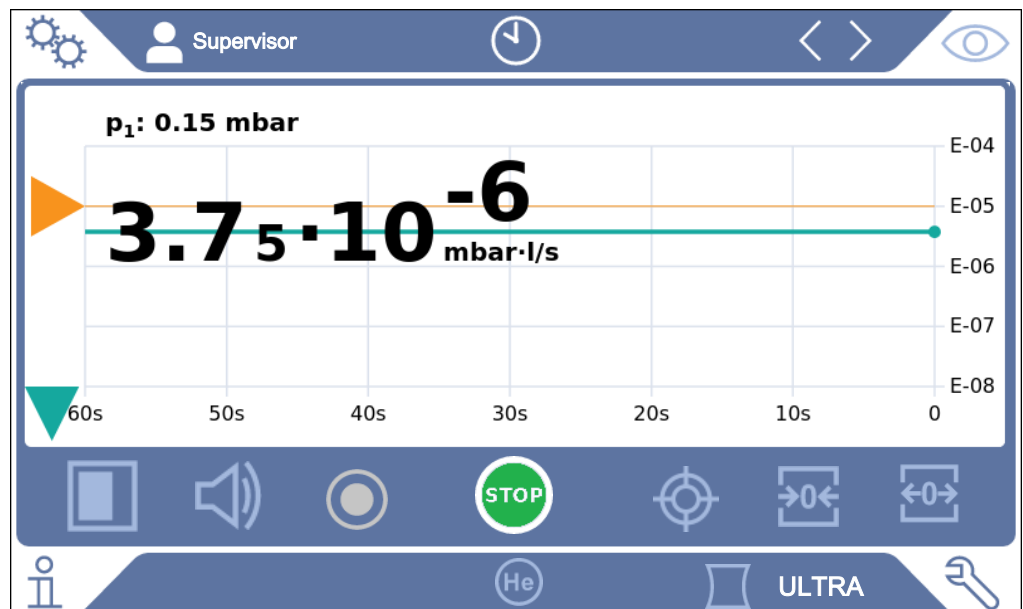 Supervisor
p₁: 0.15 mbar
E-04
3.75·10⁻⁶ mbar·l/s
E-05
E-06
E-07
E-08
60s 50s 40s 30s 20s 10s 0
STOP →0← ←0→
He ULTRA